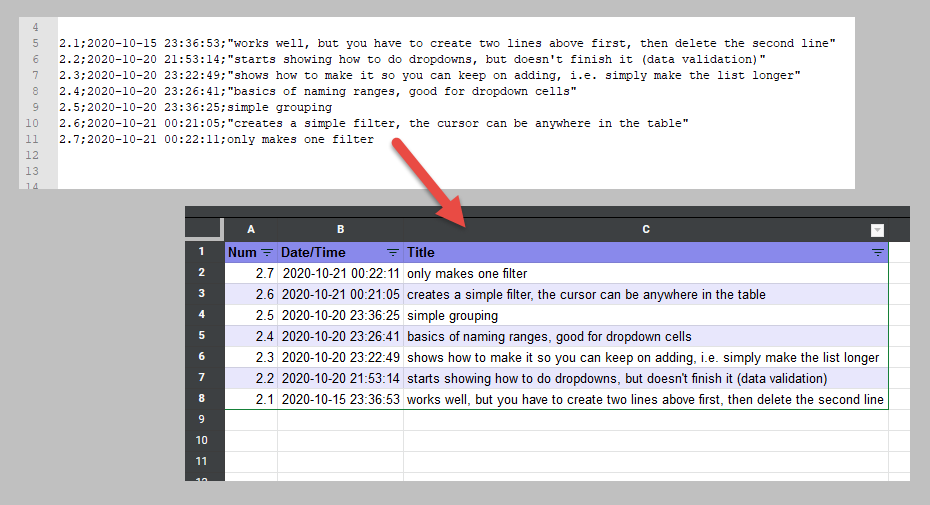 4
5 2.1;2020-10-15 23:36:53;"works well, but you have to create two lines above first, then delete the second line"
6 2.2;2020-10-20 21:53:14;"starts showing how to do dropdowns, but doesn't finish it (data validation)"
7 2.3;2020-10-20 23:22:49;"shows how to make it so you can keep on adding, i.e. simply make the list longer"
8 2.4;2020-10-20 23:26:41;"basics of naming ranges, good for dropdown cells"
9 2.5;2020-10-20 23:36:25;simple grouping
10 2.6;2020-10-21 00:21:05;"creates a simple filter, the cursor can be anywhere in the table"
11 2.7;2020-10-21 00:22:11;only makes one filter
12
13
14
A B C
1 Num Date/Time Title
2 2.7 2020-10-21 00:22:11 only makes one filter
3 2.6 2020-10-21 00:21:05 creates a simple filter, the cursor can be anywhere in the table
4 2.5 2020-10-20 23:36:25 simple grouping
5 2.4 2020-10-20 23:26:41 basics of naming ranges, good for dropdown cells
6 2.3 2020-10-20 23:22:49 shows how to make it so you can keep on adding, i.e. simply make the list longer
7 2.2 2020-10-20 21:53:14 starts showing how to do dropdowns, but doesn't finish it (data validation)
8 2.1 2020-10-15 23:36:53 works well, but you have to create two lines above first, then delete the second line
9
10
11
12